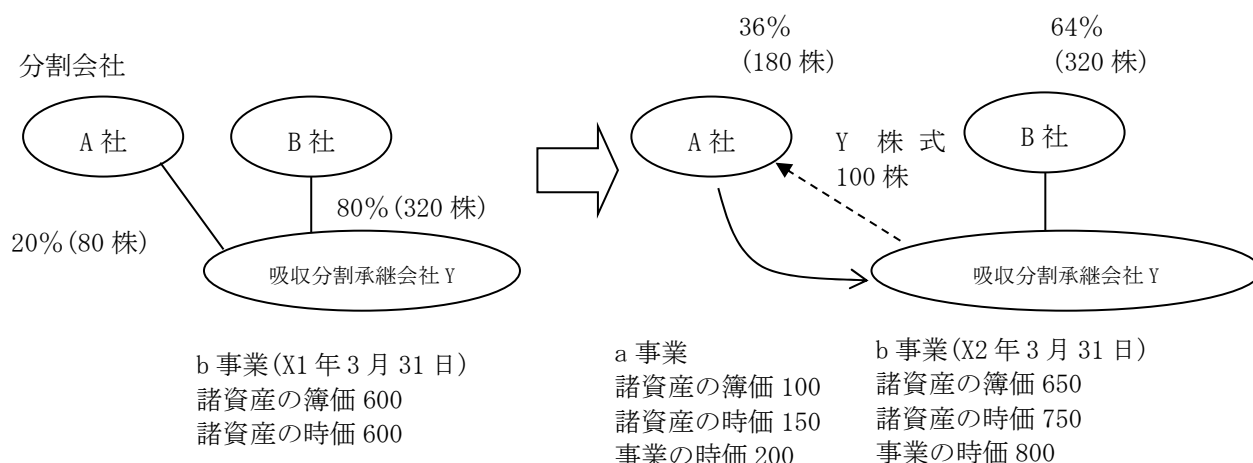 分割会社
A 社
B 社
20%(80 株)
80%(320 株)
吸収分割承継会社 Y
b 事業(X1 年 3 月 31 日)
諸資産の簿価 600
諸資産の時価 600
36%
(180 株)
64%
(320 株)
A 社
Y 株 式
100 株
B 社
吸収分割承継会社 Y
a 事業
諸資産の簿価 100
諸資産の時価 150
事業の時価 200
b 事業(X2 年 3 月 31 日)
諸資産の簿価 650
諸資産の時価 750
事業の時価 800